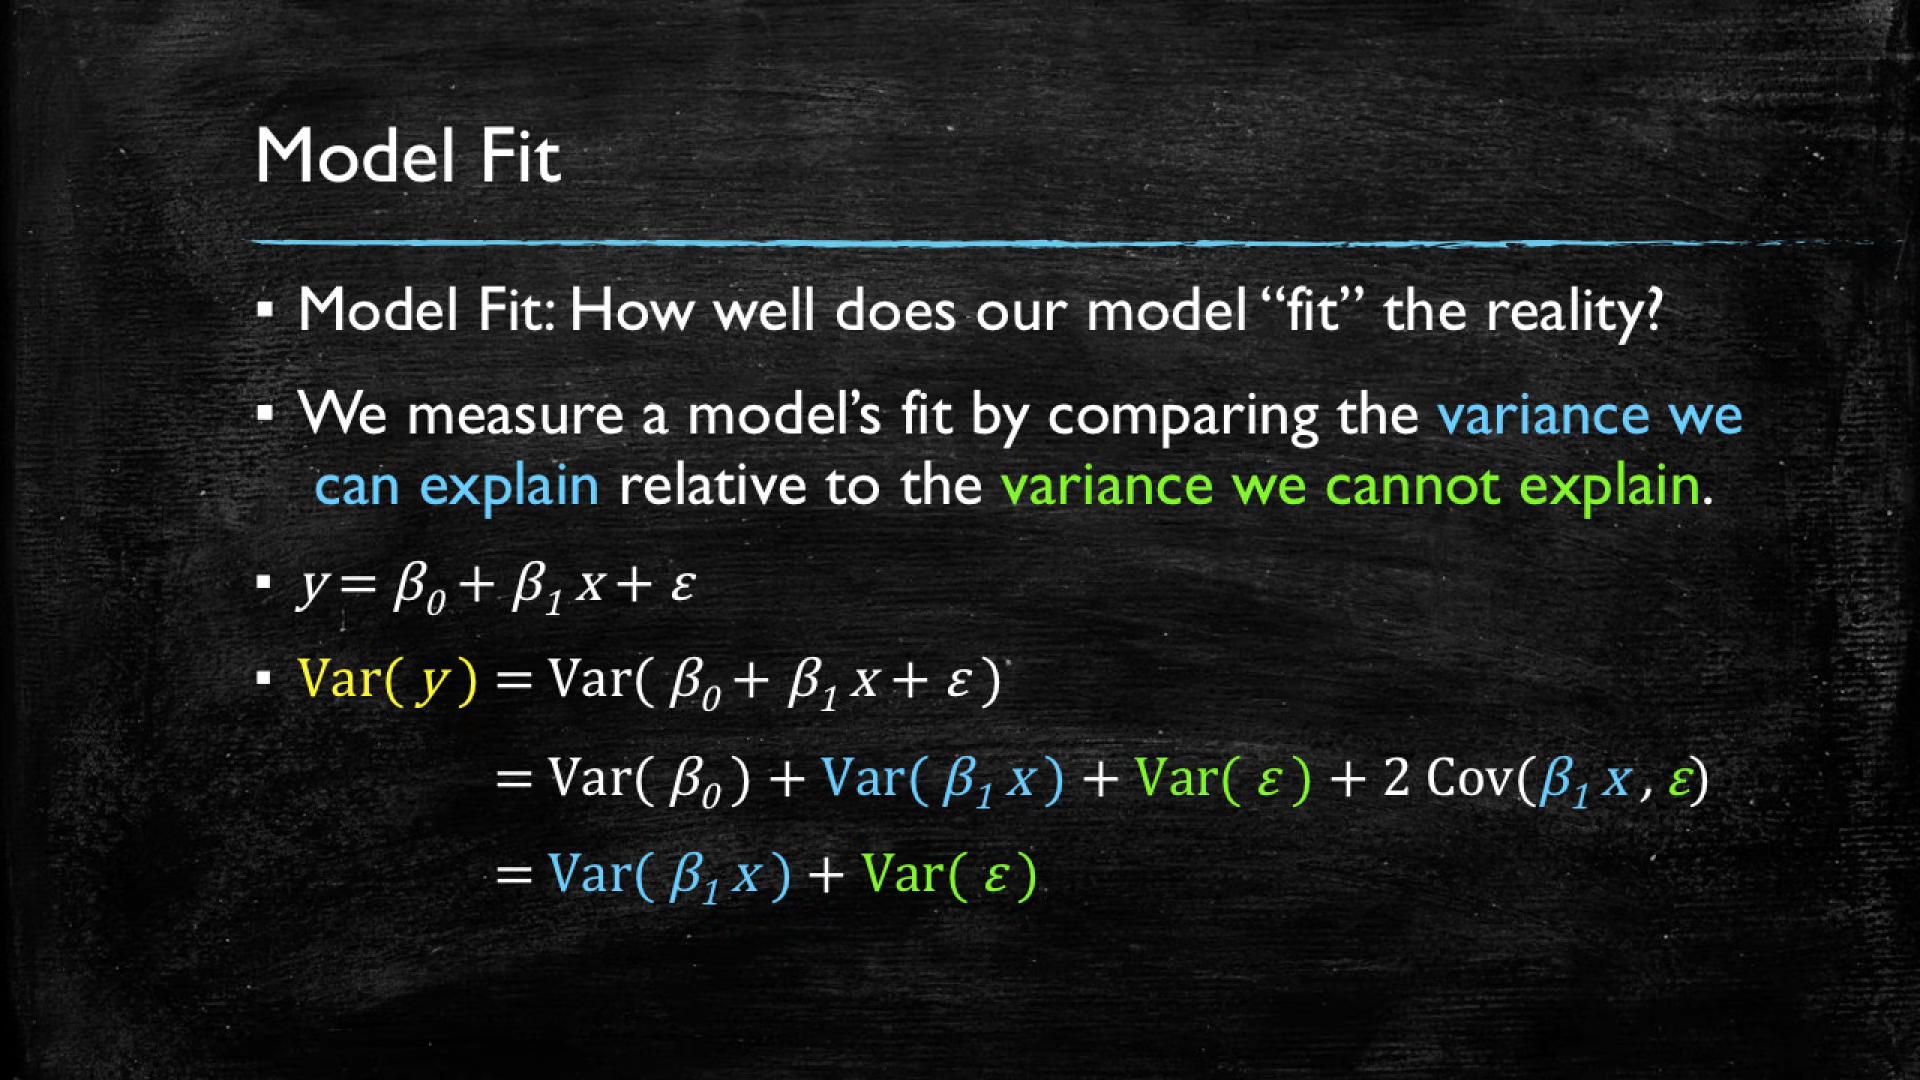 Model Fit
▪ Model Fit: How well does our model “fit” the reality?
▪ We measure a model’s fit by comparing the variance we
can explain relative to the variance we cannot explain.
▪ y = β₀ + β₁ x + ε
▪ Var( y ) = Var( β₀ + β₁ x + ε )
= Var( β₀ ) + Var( β₁ x ) + Var( ε ) + 2 Cov(β₁ x , ε)
= Var( β₁ x ) + Var( ε )